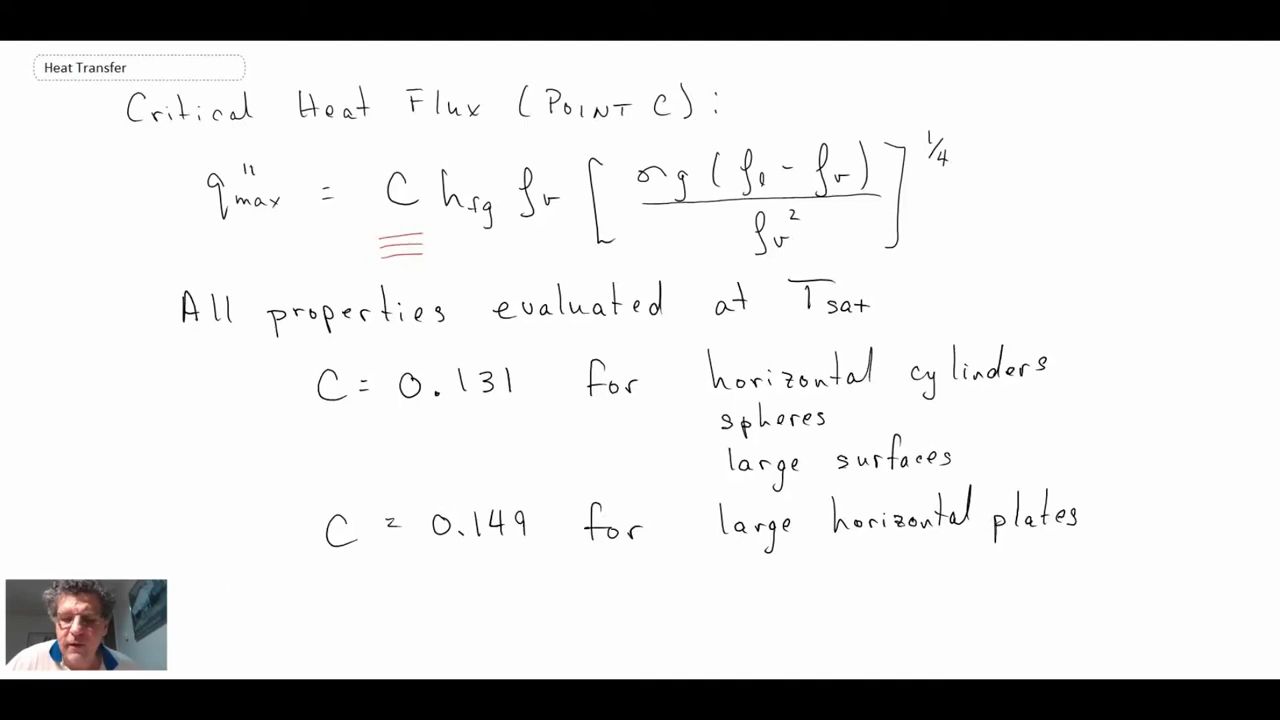 Heat Transfer
Critical Heat Flux (POINT C):
q''max = C hfg ρv [ σg(ρl - ρv) / ρv² ]^1/4
All properties evaluated at Tsat
C = 0.131 for horizontal cylinders
spheres
large surfaces
C = 0.149 for large horizontal plates